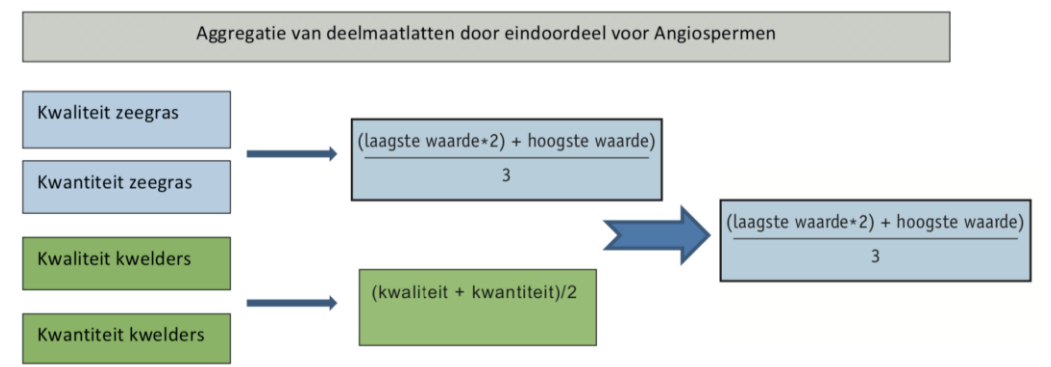 Aggregatie van deelmaatlatten door eindoordeel voor Angiospermen
Kwaliteit zeegras
Kwantiteit zeegras
(laagste waarde*2) + hoogste waarde)
3
Kwaliteit kwelders
Kwantiteit kwelders
(kwaliteit + kwantiteit)/2
(laagste waarde*2) + hoogste waarde)
3